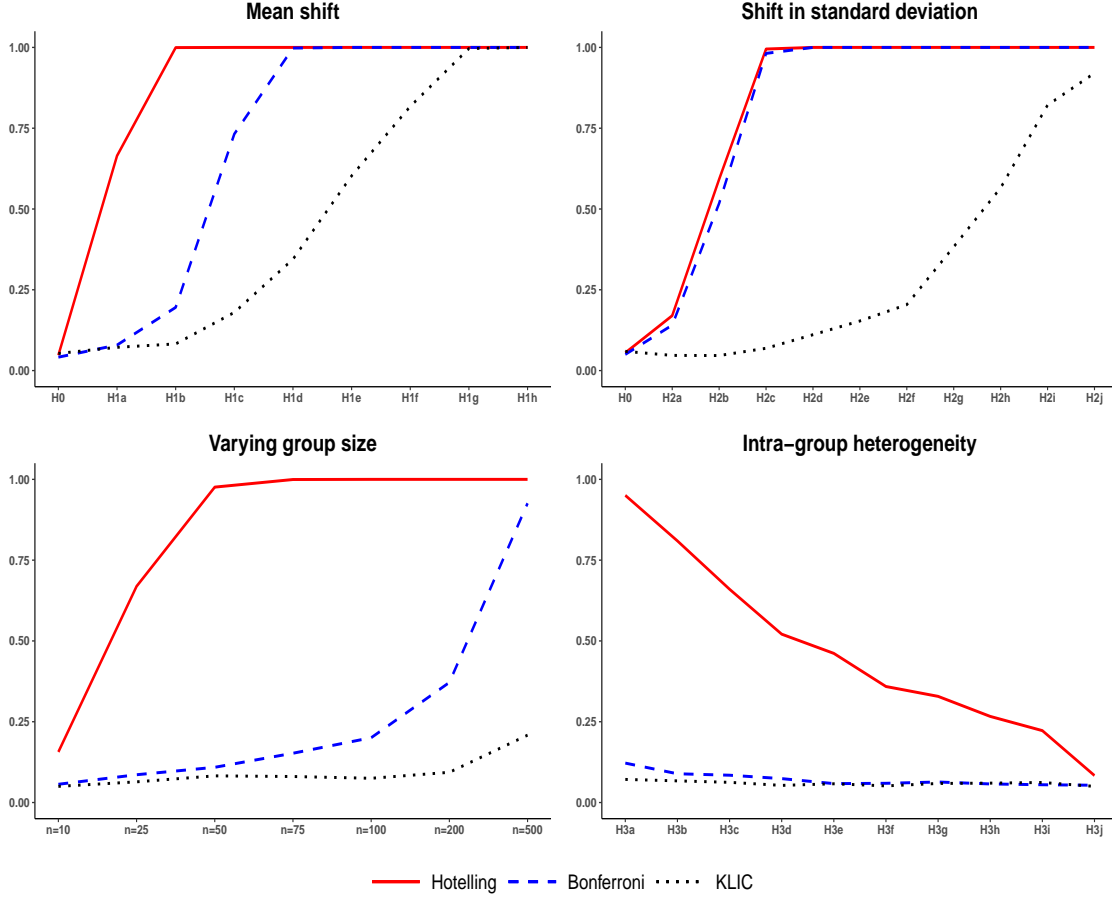 Mean shift
1.00
0.75
0.50
0.25
0.00
H0 H1a H1b H1c H1d H1e H1f H1g H1h
Shift in standard deviation
1.00
0.75
0.50
0.25
0.00
H0 H2a H2b H2c H2d H2e H2f H2g H2h H2i H2j
Varying group size
1.00
0.75
0.50
0.25
0.00
n=10 n=25 n=50 n=75 n=100 n=200 n=500
Intra−group heterogeneity
1.00
0.75
0.50
0.25
0.00
H3a H3b H3c H3d H3e H3f H3g H3h H3i H3j
Hotelling Bonferroni KLIC